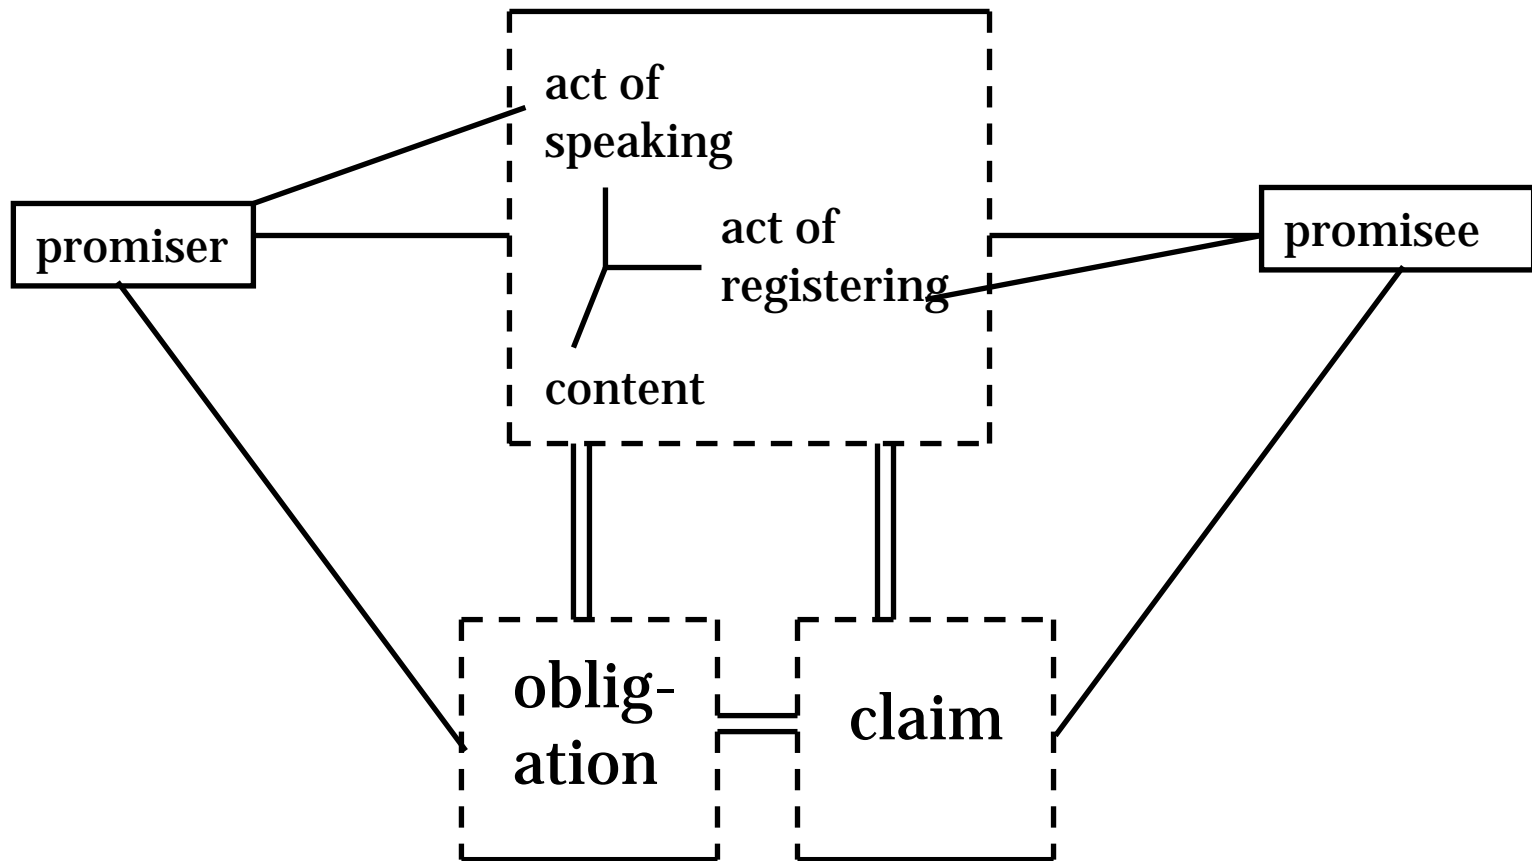 act of
speaking
promiser
act of
registering
promisee
content
oblig-
ation
claim